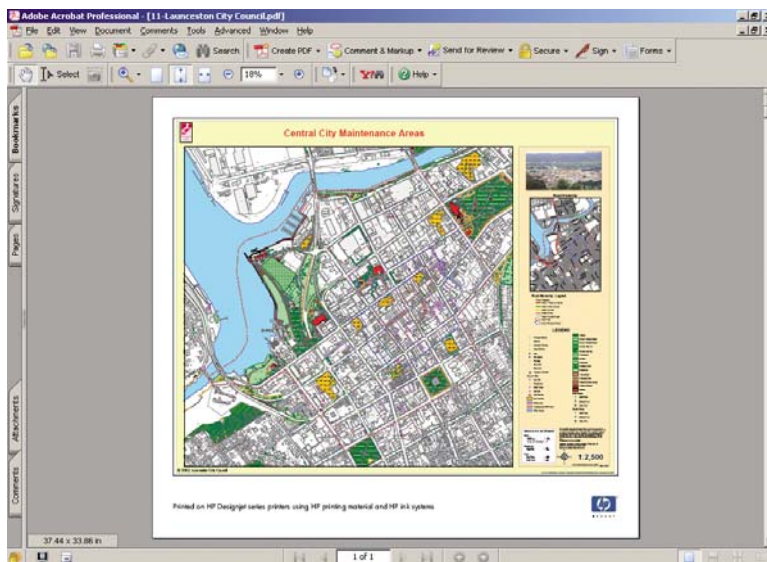 Adobe Acrobat Professional - [11-Launceston City Council.pdf]
File Edit View Document Comments Tools Advanced Window Help
Search Create PDF Comment & Markup Send for Review Secure Sign Forms
Select 18% Help
Bookmarks
Signatures
Pages
Attachments
Comments
Central City Maintenance Areas
LEGEND
1:2,500
Printed on HP Designjet series printers using HP printing material and HP ink systems
hp
invent
37.44 x 33.86 in
1 of 1